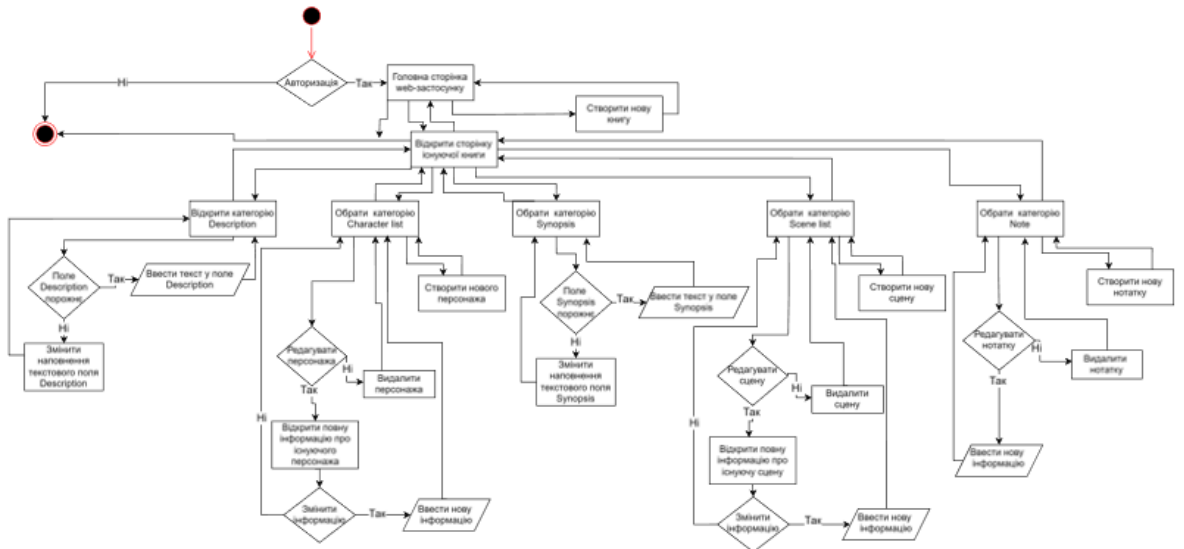 Авторизація
Ні
Так
Головна сторінка
web-застосунку
Створити нову
книгу
Відкрити сторінку
існуючої книги
Відкрити категорію
Description
Обрати категорію
Character list
Обрати категорію
Synopsis
Обрати категорію
Scene list
Обрати категорію
Note
Поле
Description
порожнє
Так
Ввести текст у поле
Description
Ні
Змінити
наповнення
текстового поля
Description
Створити нового
персонажа
Редагувати
персонажа
Ні
Видалити
персонажа
Так
Відкрити повну
інформацію про
існуючого
персонажа
Ні
Змінити
інформацію
Так
Ввести нову
інформацію
Поле
Synopsis
порожнє
Так
Ввести текст у поле
Synopsis
Ні
Змінити
наповнення
текстового поля
Synopsis
Створити нову
сцену
Редагувати
сцену
Ні
Видалити
сцену
Так
Відкрити повну
інформацію про
існуючу сцену
Ні
Змінити
інформацію
Так
Ввести нову
інформацію
Створити нову
нотатку
Редагувати
нотатку
Ні
Видалити
нотатку
Так
Ввести нову
інформацію